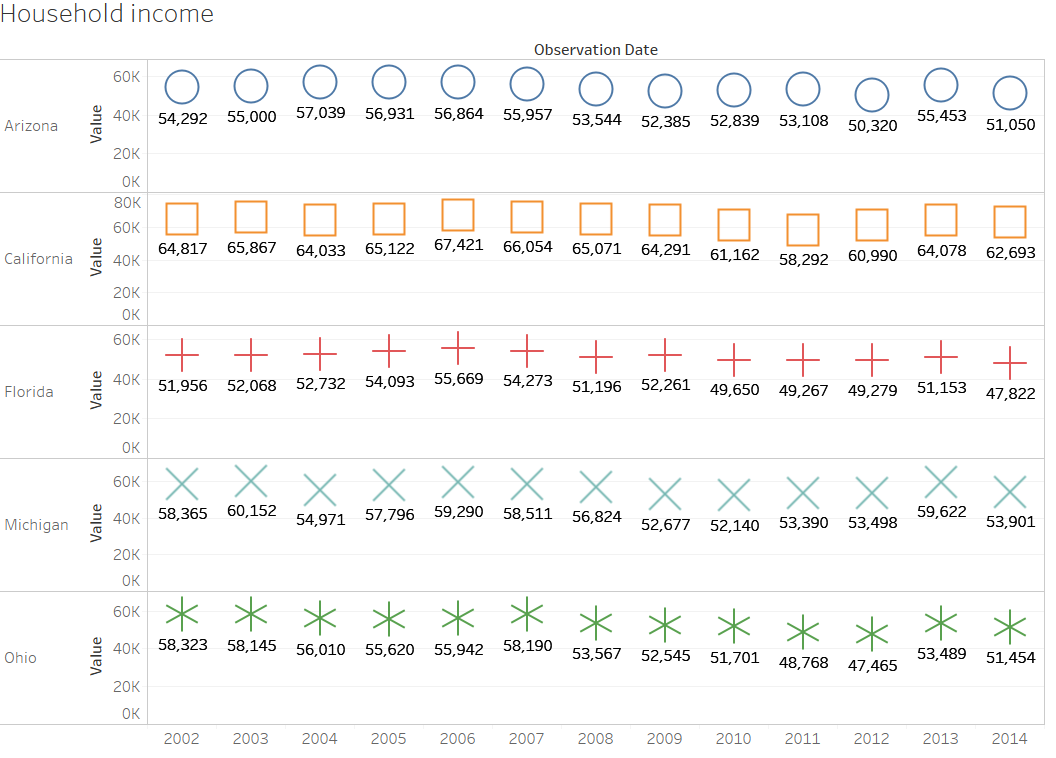 Household income
Observation Date
60K
40K
20K
0K
Value
Arizona
54,292 55,000 57,039 56,931 56,864 55,957 53,544 52,385 52,839 53,108 50,320 55,453 51,050
80K
60K
40K
20K
0K
Value
California
64,817 65,867 64,033 65,122 67,421 66,054 65,071 64,291 61,162 58,292 60,990 64,078 62,693
60K
40K
20K
0K
Value
Florida
51,956 52,068 52,732 54,093 55,669 54,273 51,196 52,261 49,650 49,267 49,279 51,153 47,822
60K
40K
20K
0K
Value
Michigan
58,365 60,152 54,971 57,796 59,290 58,511 56,824 52,677 52,140 53,390 53,498 59,622 53,901
60K
40K
20K
0K
Value
Ohio
58,323 58,145 56,010 55,620 55,942 58,190 53,567 52,545 51,701 48,768 47,465 53,489 51,454
2002 2003 2004 2005 2006 2007 2008 2009 2010 2011 2012 2013 2014